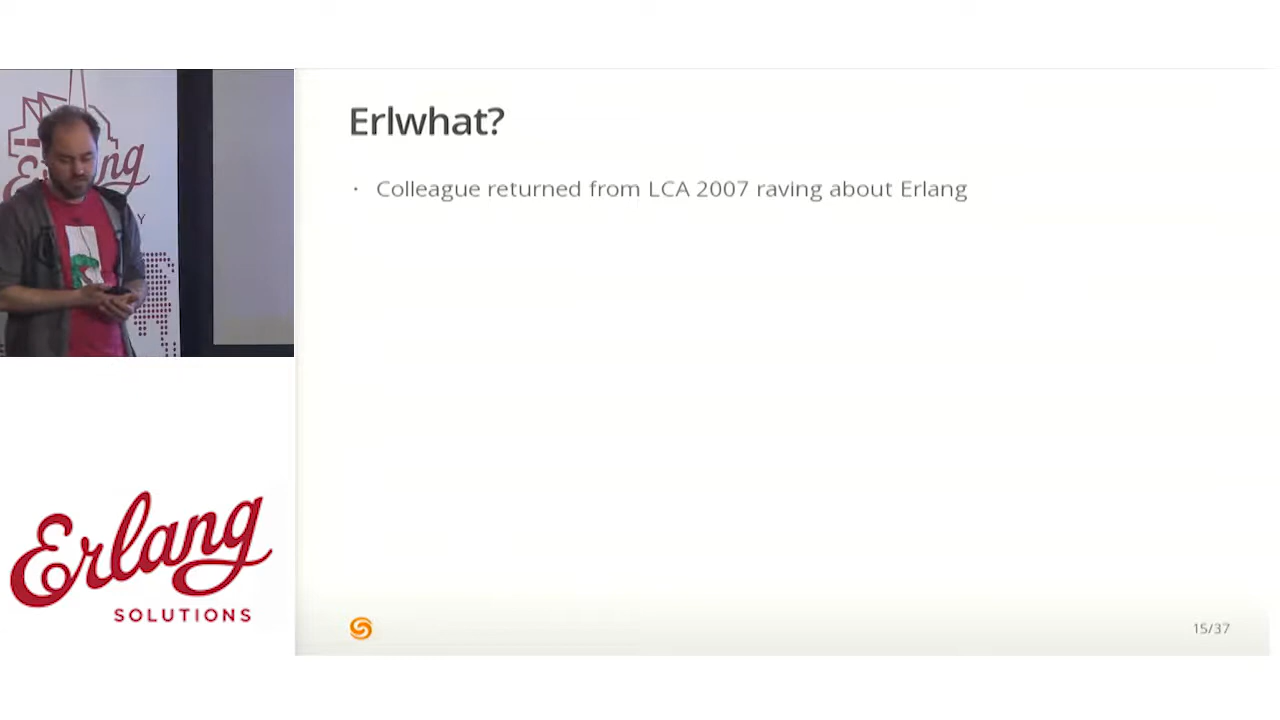 Erlwhat?
· Colleague returned from LCA 2007 raving about Erlang
Erlang
SOLUTIONS
15/37